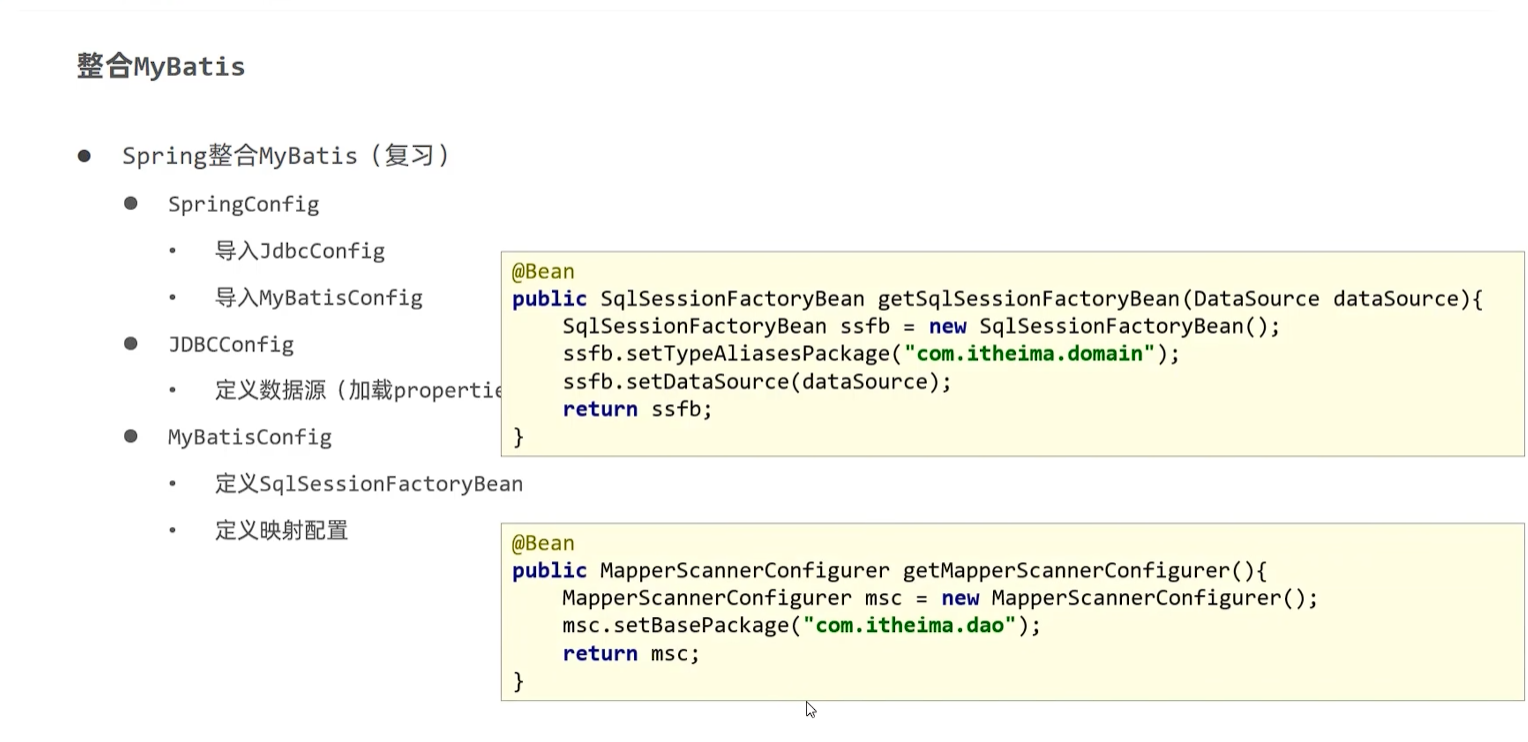 整合MyBatis
Spring整合MyBatis（复习）
SpringConfig
导入JdbcConfig
导入MyBatisConfig
JDBCConfig
定义数据源（加载propertie
MyBatisConfig
定义SqlSessionFactoryBean
定义映射配置
@Bean
public SqlSessionFactoryBean getSqlSessionFactoryBean(DataSource dataSource){
SqlSessionFactoryBean ssfb = new SqlSessionFactoryBean();
ssfb.setTypeAliasesPackage("com.itheima.domain");
ssfb.setDataSource(dataSource);
return ssfb;
}
@Bean
public MapperScannerConfigurer getMapperScannerConfigurer(){
MapperScannerConfigurer msc = new MapperScannerConfigurer();
msc.setBasePackage("com.itheima.dao");
return msc;
}